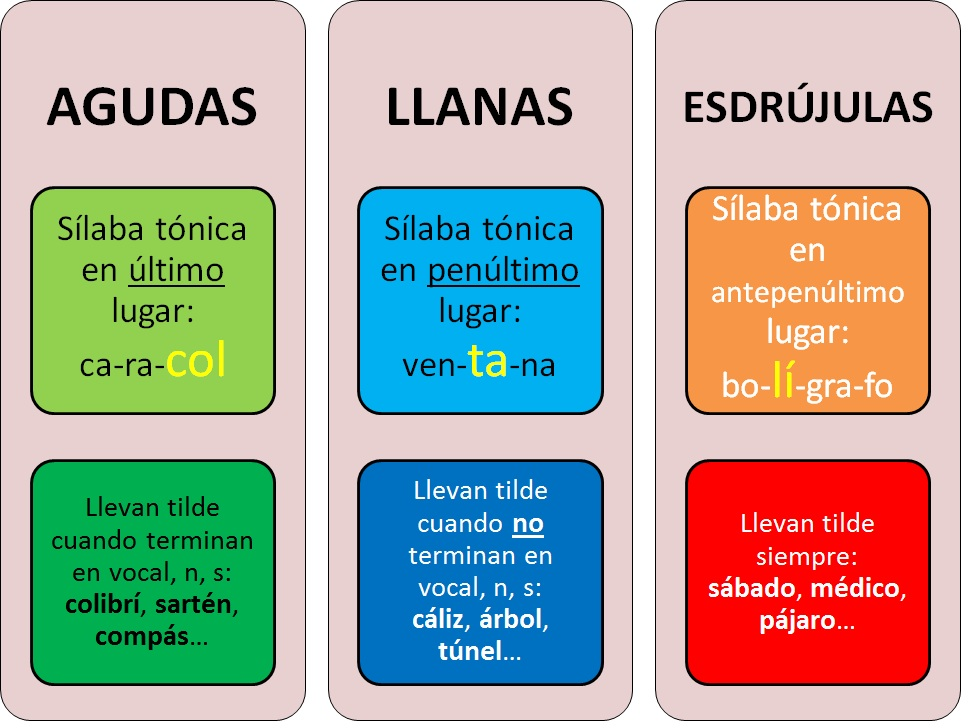 AGUDAS
Sílaba tónica
en último
lugar:
ca-ra-col
Llevan tilde
cuando terminan
en vocal, n, s:
colibrí, sartén,
compás...
LLANAS
Sílaba tónica
en penúltimo
lugar:
ven-ta-na
Llevan tilde
cuando no
terminan en
vocal, n, s:
cáliz, árbol,
túnel...
ESDRÚJULAS
Sílaba tónica
en
antepenúltimo
lugar:
bo-lí-gra-fo
Llevan tilde
siempre:
sábado, médico,
pájaro...